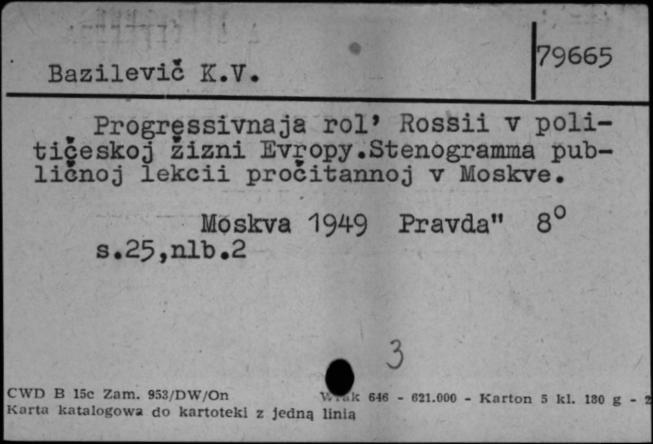 79665
Bazilevič K.V.
Progressivnaja rol' Rossii v poli-
tičeskoj žizni Evropy.Stenogramma pub-
ličnoj lekcii pročitannoj v Moskve.
Moskva 1949 Pravda" 8°
s.25,nlb.2
3
CWD B 15c Zam. 953/DW/On 646 - 621.000 - Karton 5 kl. 180 g - 2
Karta katalogowa do kartoteki z jedną linią